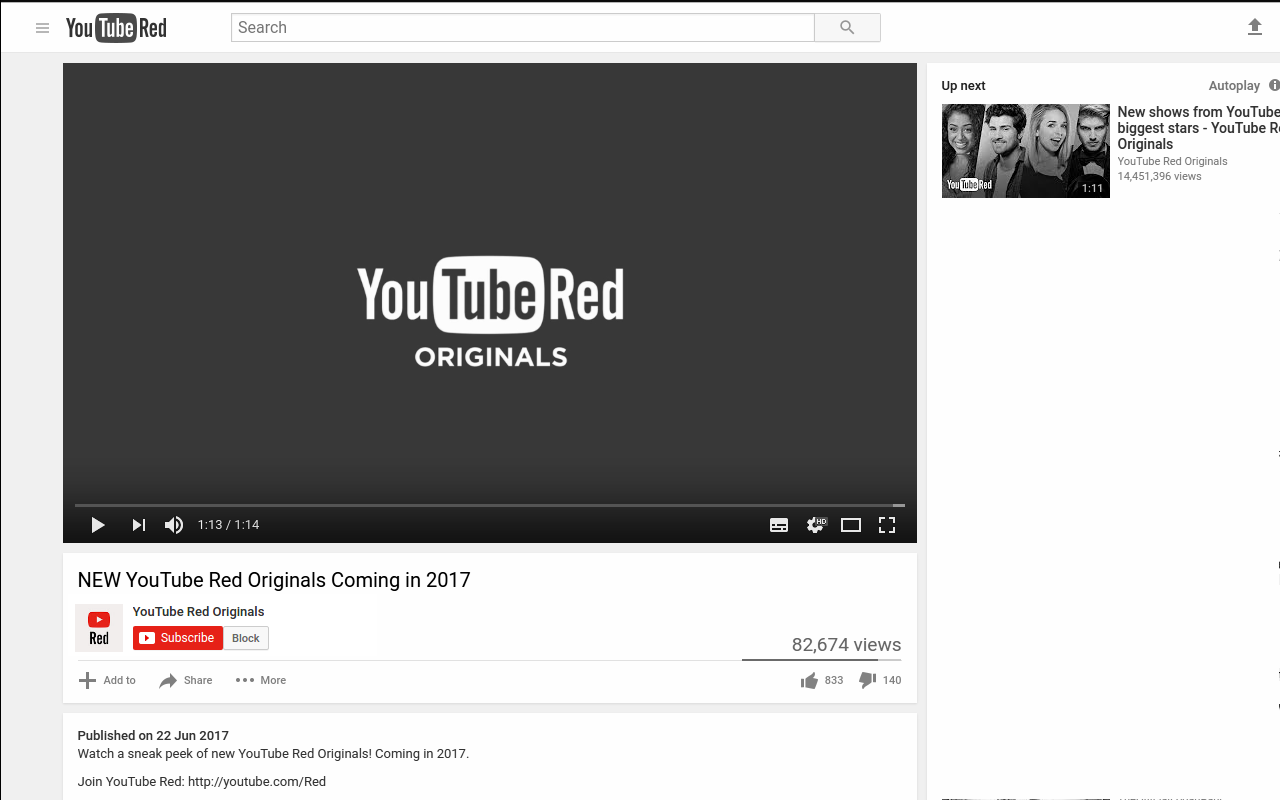 YouTube Red
Search
YouTube Red
ORIGINALS
1:13 / 1:14
HD
NEW YouTube Red Originals Coming in 2017
Red
YouTube Red Originals
Subscribe
Block
82,674 views
Add to
Share
More
833
140
Published on 22 Jun 2017
Watch a sneak peek of new YouTube Red Originals! Coming in 2017.
Join YouTube Red: http://youtube.com/Red
Up next
Autoplay
YouTube Red
1:11
New shows from YouTube
biggest stars - YouTube
Originals
YouTube Red Originals
14,451,396 views